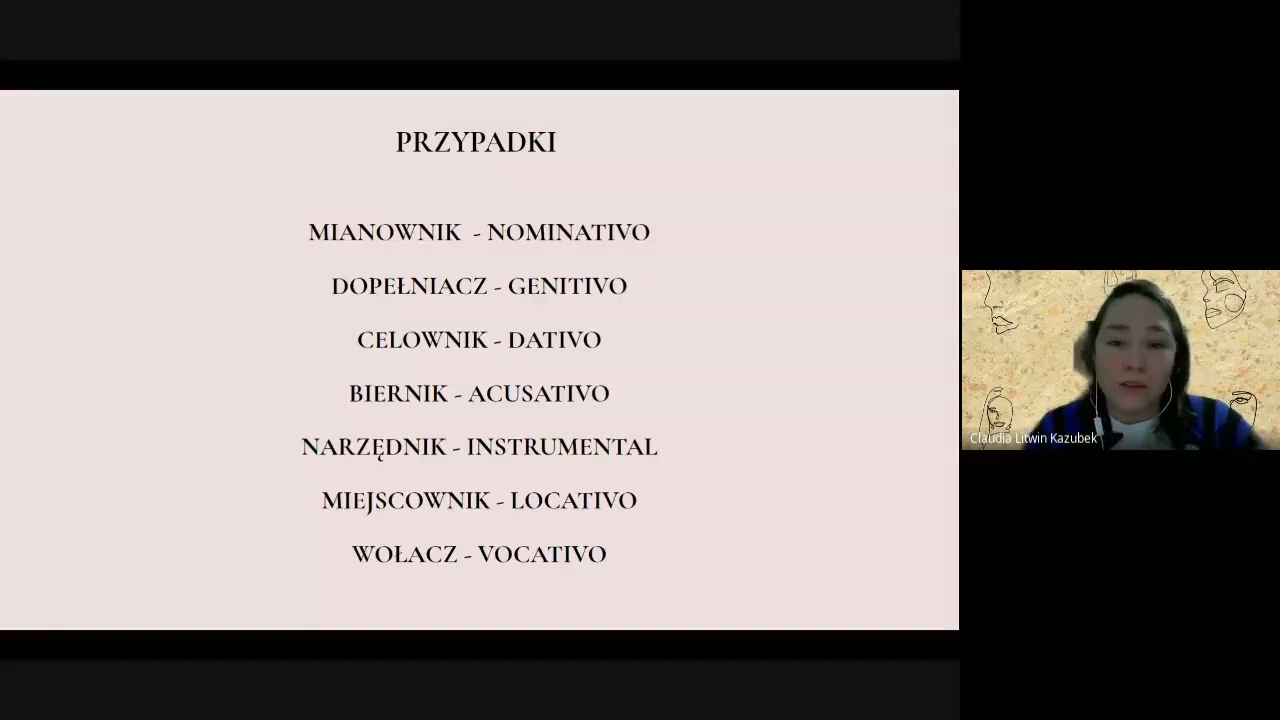 PRZYPADKI
MIANOWNIK - NOMINATIVO
DOPEŁNIACZ - GENITIVO
CELOWNIK - DATIVO
BIERNIK - ACUSATIVO
NARZĘDNIK - INSTRUMENTAL
MIEJSCOWNIK - LOCATIVO
WOŁACZ - VOCATIVO
Claudia Litwin Kazubek